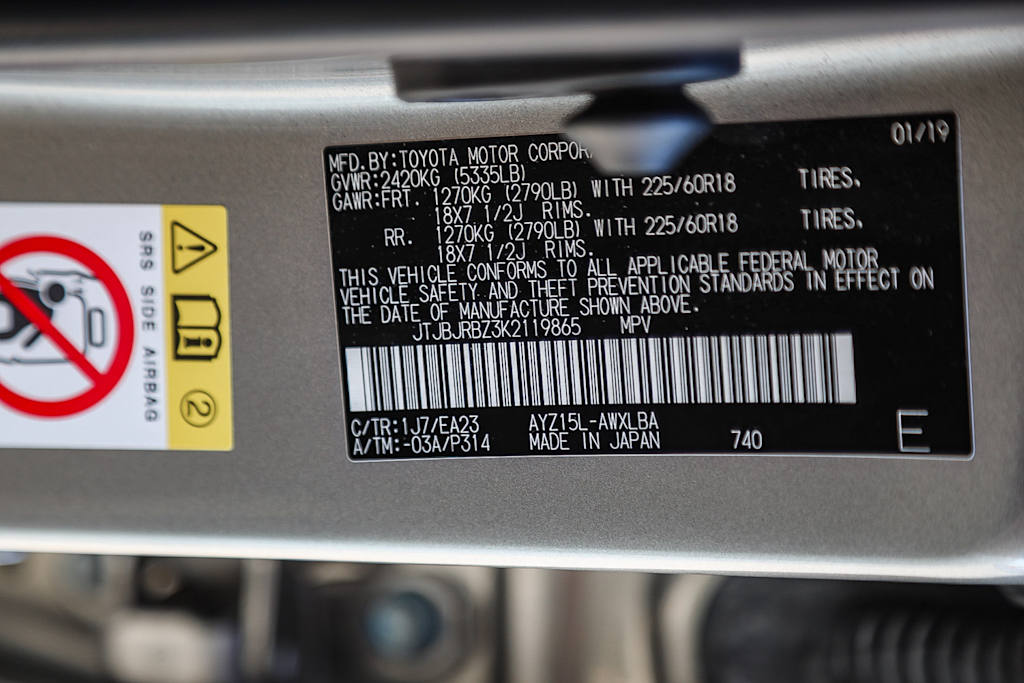 01/19
MFD.BY:TOYOTA MOTOR
GVWR:2420KG (5335LB)
GAWR:FRT. 1270KG (2790LB) WITH 225/60R18 TIRES.
18X7 1/2J RIMS.
RR. 1270KG (2790LB) WITH 225/60R18 TIRES.
18X7 1/2J RIMS.
THIS VEHICLE CONFORMS TO ALL APPLICABLE FEDERAL MOTOR
VEHICLE SAFETY AND THEFT PREVENTION STANDARDS IN EFFECT ON
THE DATE OF MANUFACTURE SHOWN ABOVE.
JTJBJRBZ3K2119865 MPV
C/TR:1J7/EA23 AYZ15L-AWXLBA
A/TM:-03A/P314 MADE IN JAPAN 740
E
SRS SIDE AIRBAG
2